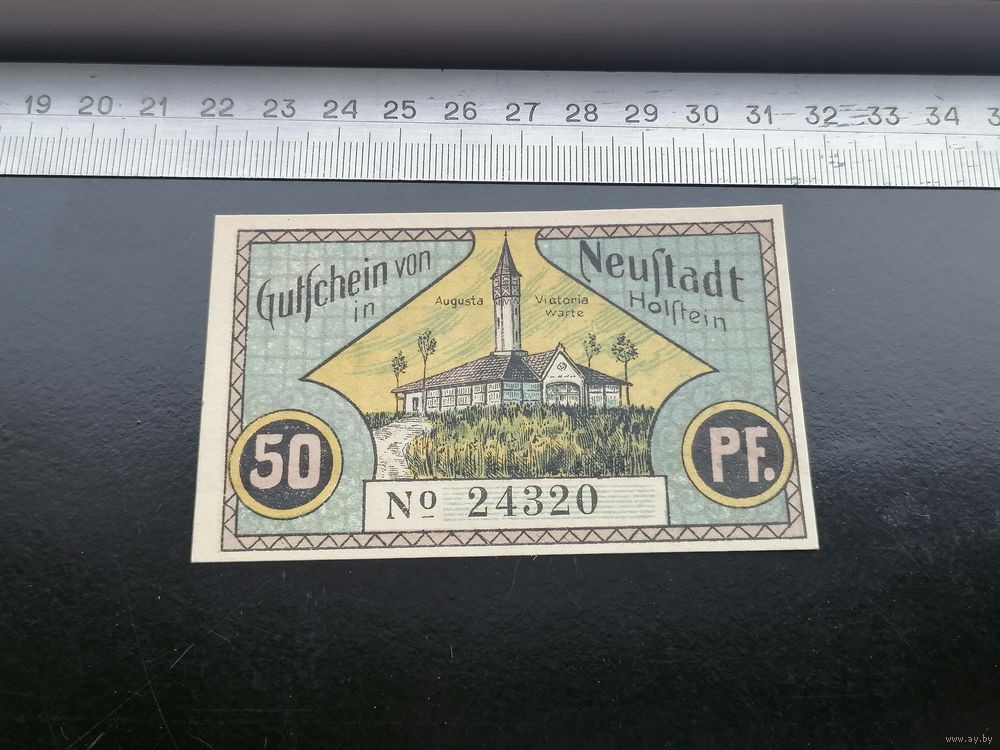 19 20 21 22 23 24 25 26 27 28 29 30 31 32 33 34
Gutſchein von
in
Neuſtadt
Holſtein
Augusta Victoria
warte
50
PF.
No 24320
www.ay.by